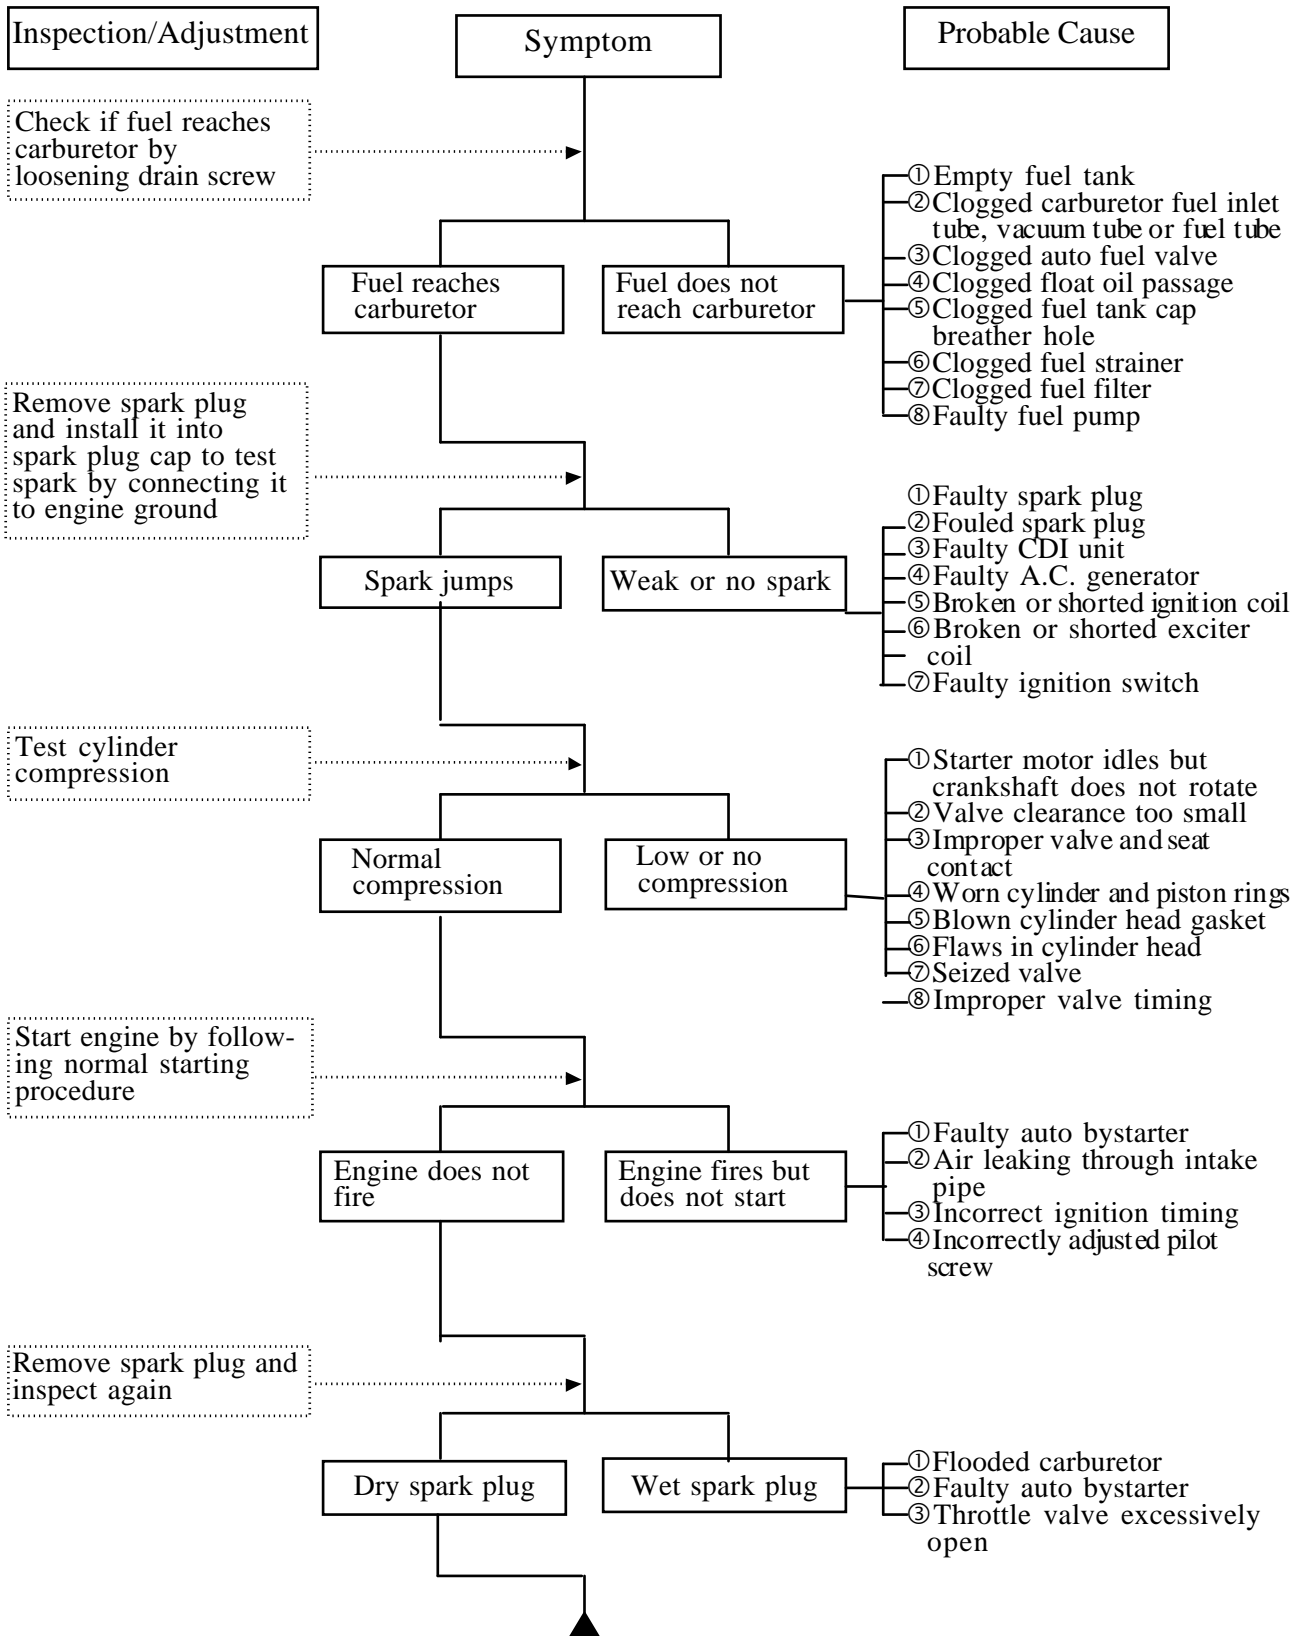 Inspection/Adjustment
Symptom
Probable Cause
Check if fuel reaches
carburetor by
loosening drain screw
Fuel reaches
carburetor
Fuel does not
reach carburetor
①Empty fuel tank
②Clogged carburetor fuel inlet
tube, vacuum tube or fuel tube
③Clogged auto fuel valve
④Clogged float oil passage
⑤Clogged fuel tank cap
breather hole
⑥Clogged fuel strainer
⑦Clogged fuel filter
⑧Faulty fuel pump
Remove spark plug
and install it into
spark plug cap to test
spark by connecting it
to engine ground
Spark jumps
Weak or no spark
①Faulty spark plug
②Fouled spark plug
③Faulty CDI unit
④Faulty A.C. generator
⑤Broken or shorted ignition coil
⑥Broken or shorted exciter
coil
⑦Faulty ignition switch
Test cylinder
compression
Normal
compression
Low or no
compression
①Starter motor idles but
crankshaft does not rotate
②Valve clearance too small
③Improper valve and seat
contact
④Worn cylinder and piston rings
⑤Blown cylinder head gasket
⑥Flaws in cylinder head
⑦Seized valve
⑧Improper valve timing
Start engine by follow-
ing normal starting
procedure
Engine does not
fire
Engine fires but
does not start
①Faulty auto bystarter
②Air leaking through intake
pipe
③Incorrect ignition timing
④Incorrectly adjusted pilot
screw
Remove spark plug and
inspect again
Dry spark plug
Wet spark plug
①Flooded carburetor
②Faulty auto bystarter
③Throttle valve excessively
open